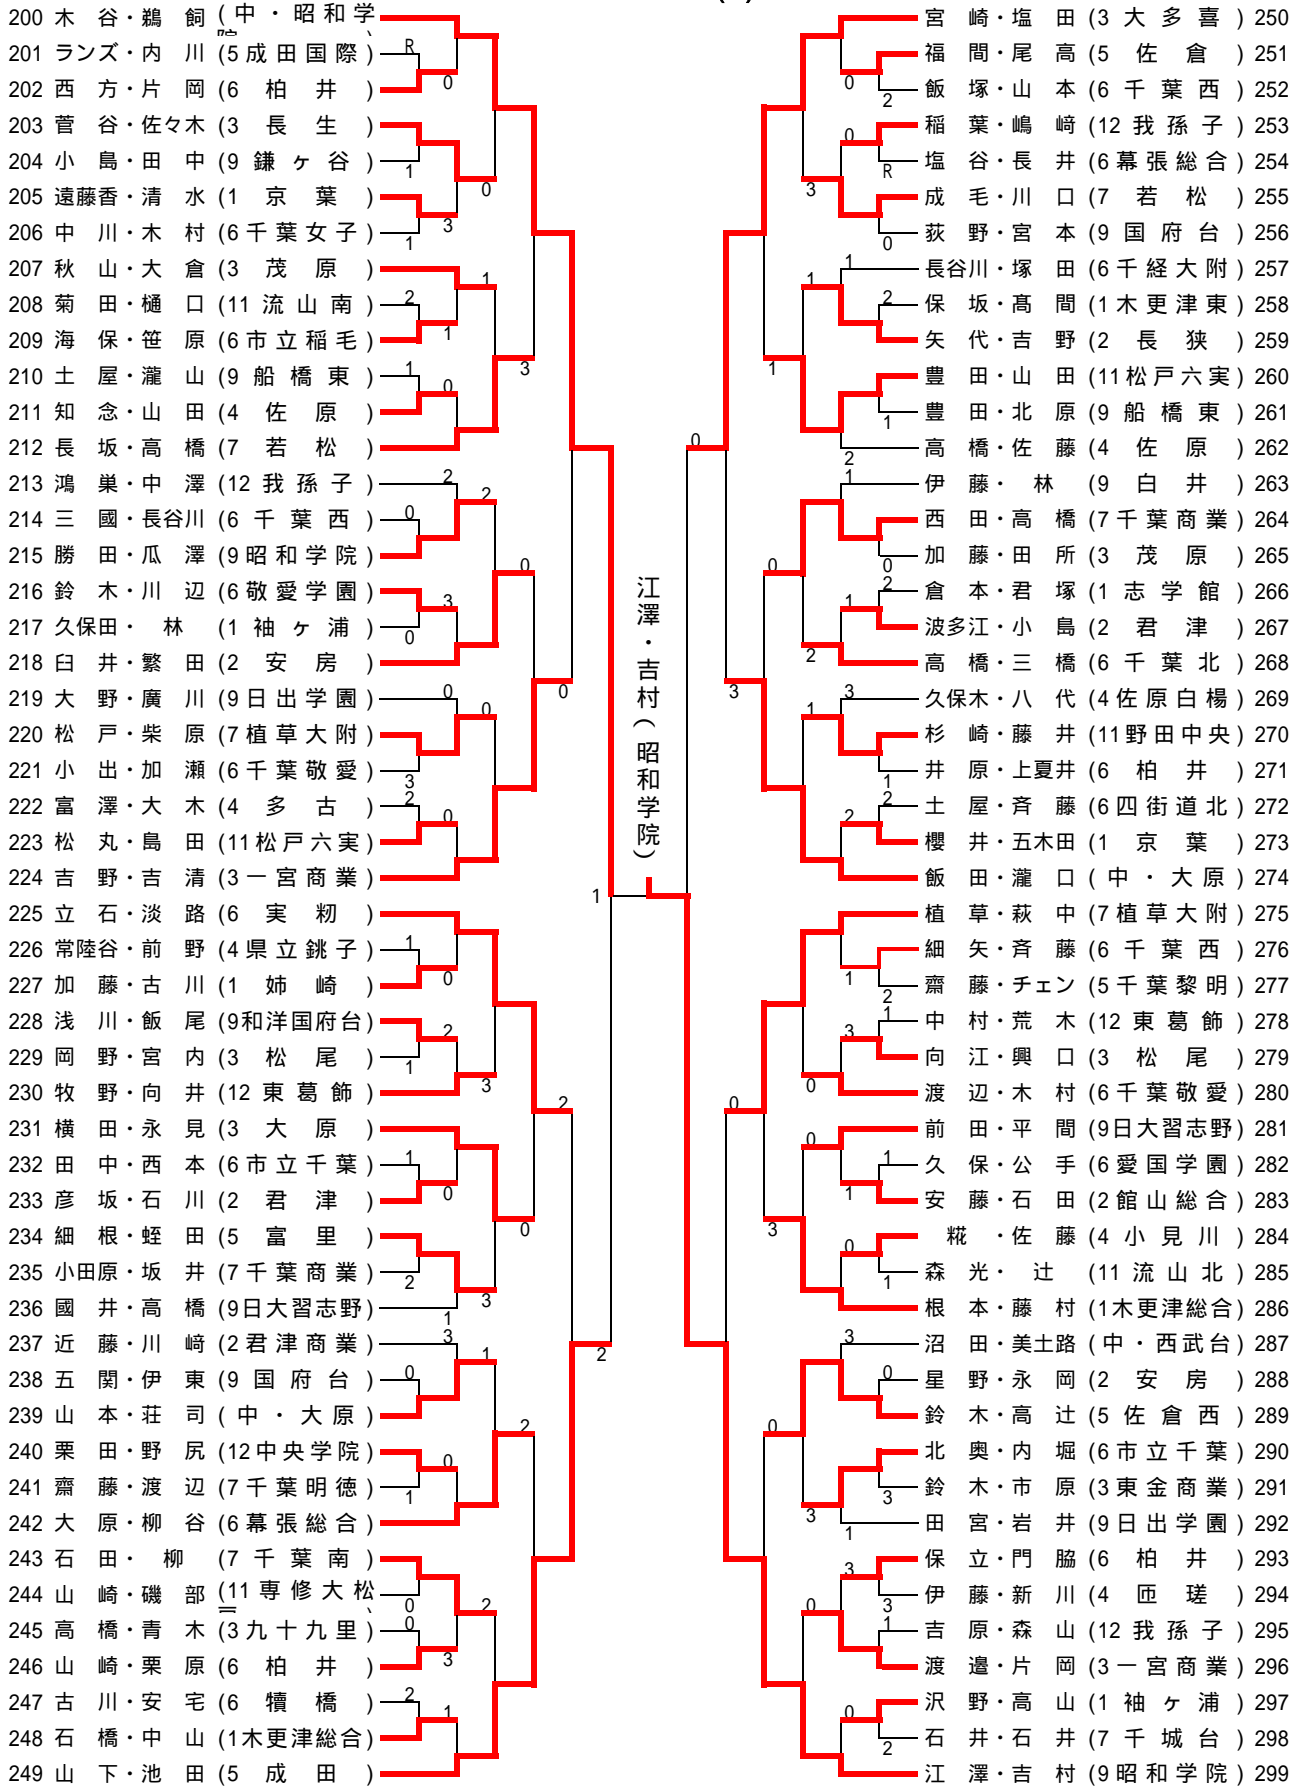 200 木 谷・鵜 飼 (中・昭和学院)
201 ランズ・内 川 (5 成田国際)
202 西 方・片 岡 (6 柏 井)
203 菅 谷・佐々木 (3 長 生)
204 小 島・田 中 (9 鎌ヶ谷)
205 遠藤香・清 水 (1 京 葉)
206 中 川・木 村 (6 千葉女子)
207 秋 山・大 倉 (3 茂 原)
208 菊 田・樋 口 (11 流山南)
209 海 保・笹 原 (6 市立稲毛)
210 土 屋・瀧 山 (9 船橋東)
211 知 念・山 田 (4 佐 原)
212 長 坂・高 橋 (7 若 松)
213 鴻 巣・中 澤 (12 我孫子)
214 三 國・長谷川 (6 千葉西)
215 勝 田・瓜 澤 (9 昭和学院)
216 鈴 木・川 辺 (6 敬愛学園)
217 久保田・ 林 (1 袖ヶ浦)
218 臼 井・繁 田 (2 安 房)
219 大 野・廣 川 (9 日出学園)
220 松 戸・柴 原 (7 植草大附)
221 小 出・加 瀬 (6 千葉敬愛)
222 富 澤・大 木 (4 多 古)
223 松 丸・島 田 (11 松戸六実)
224 吉 野・吉 清 (3 一宮商業)
225 立 石・淡 路 (6 実 籾)
226 常陸谷・前 野 (4 県立銚子)
227 加 藤・古 川 (1 姉 崎)
228 浅 川・飯 尾 (9 和洋国府台)
229 岡 野・宮 内 (3 松 尾)
230 牧 野・向 井 (12 東葛飾)
231 横 田・永 見 (3 大 原)
232 田 中・西 本 (6 市立千葉)
233 彦 坂・石 川 (2 君 津)
234 細 根・蛭 田 (5 富 里)
235 小田原・坂 井 (7 千葉商業)
236 國 井・高 橋 (9 日大習志野)
237 近 藤・川 﨑 (2 君津商業)
238 五 関・伊 東 (9 国府台)
239 山 本・荘 司 (中・大原)
240 栗 田・野 尻 (12 中央学院)
241 齋 藤・渡 辺 (7 千葉明徳)
242 大 原・柳 谷 (6 幕張総合)
243 石 田・ 柳 (7 千葉南)
244 山 崎・磯 部 (11 専修大松
245 高 橋・青 木 (3 九十九里)
246 山 崎・栗 原 (6 柏 井)
247 古 川・安 宅 (6 犢 橋)
248 石 橋・中 山 (1 木更津総合)
249 山 下・池 田 (5 成 田)
江澤・吉村(昭和学院)
宮 崎・塩 田 (3 大多喜) 250
福 間・尾 高 (5 佐 倉) 251
飯 塚・山 本 (6 千葉西) 252
稲 葉・嶋 﨑 (12 我孫子) 253
塩 谷・長 井 (6 幕張総合) 254
成 毛・川 口 (7 若 松) 255
荻 野・宮 本 (9 国府台) 256
長谷川・塚 田 (6 千経大附) 257
保 坂・髙 間 (1 木更津東) 258
矢 代・吉 野 (2 長 狭) 259
豊 田・山 田 (11 松戸六実) 260
豊 田・北 原 (9 船橋東) 261
高 橋・佐 藤 (4 佐 原) 262
伊 藤・ 林 (9 白 井) 263
西 田・高 橋 (7 千葉商業) 264
加 藤・田 所 (3 茂 原) 265
倉 本・君 塚 (1 志学館) 266
波多江・小 島 (2 君 津) 267
高 橋・三 橋 (6 千葉北) 268
久保木・八 代 (4 佐原白楊) 269
杉 崎・藤 井 (11 野田中央) 270
井 原・上夏井 (6 柏 井) 271
土 屋・斉 藤 (6 四街道北) 272
櫻 井・五木田 (1 京 葉) 273
飯 田・瀧 口 (中・大原) 274
植 草・萩 中 (7 植草大附) 275
細 矢・斉 藤 (6 千葉西) 276
齋 藤・チェン (5 千葉黎明) 277
中 村・荒 木 (12 東葛飾) 278
向 江・興 口 (3 松 尾) 279
渡 辺・木 村 (6 千葉敬愛) 280
前 田・平 間 (9 日大習志野) 281
久 保・公 手 (6 愛国学園) 282
安 藤・石 田 (2 館山総合) 283
糀 ・佐 藤 (4 小見川) 284
森 光・ 辻 (11 流山北) 285
根 本・藤 村 (1 木更津総合) 286
沼 田・美土路 (中・西武台) 287
星 野・永 岡 (2 安 房) 288
鈴 木・高 辻 (5 佐倉西) 289
北 奥・内 堀 (6 市立千葉) 290
鈴 木・市 原 (3 東金商業) 291
田 宮・岩 井 (9 日出学園) 292
保 立・門 脇 (6 柏 井) 293
伊 藤・新 川 (4 匝 瑳) 294
吉 原・森 山 (12 我孫子) 295
渡 邉・片 岡 (3 一宮商業) 296
沢 野・高 山 (1 袖ヶ浦) 297
石 井・石 井 (7 千城台) 298
江 澤・吉 村 (9 昭和学院) 299